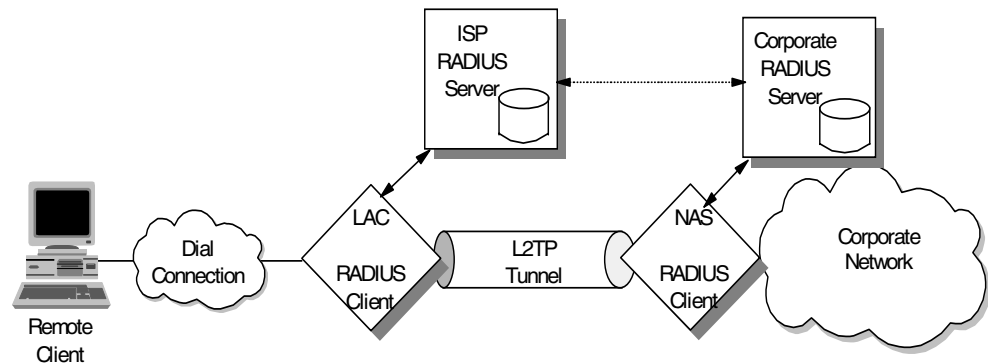 ISP
RADIUS
Server
Corporate
RADIUS
Server
LAC
RADIUS
Client
NAS
RADIUS
Client
Dial
Connection
L2TP
Tunnel
Corporate
Network
Remote
Client